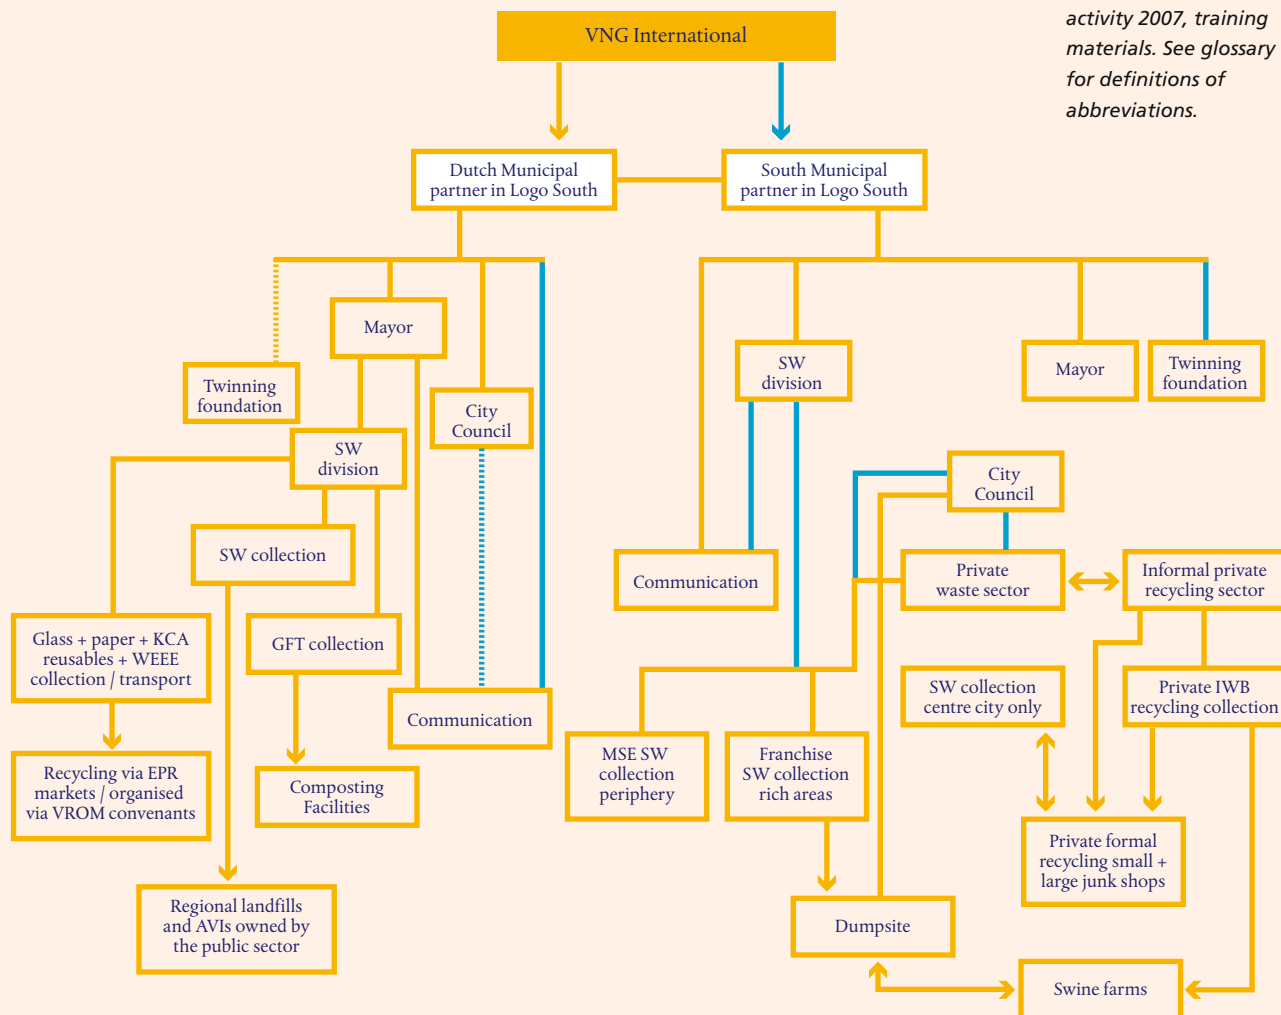 activity 2007, training
materials. See glossary
for definitions of
abbreviations.
VNG International
Dutch Municipal
partner in Logo South
South Municipal
partner in Logo South
Mayor
Twinning
foundation
City
Council
SW
division
SW collection
Glass + paper + KCA
reusables + WEEE
collection / transport
GFT collection
Communication
Recycling via EPR
markets / organised
via VROM convenants
Composting
Facilities
Regional landfills
and AVIs owned by
the public sector
SW
division
Mayor
Twinning
foundation
City
Council
Communication
Private
waste sector
Informal private
recycling sector
SW collection
centre city only
Private IWB
recycling collection
MSE SW
collection
periphery
Franchise
SW collection
rich areas
Private formal
recycling small +
large junk shops
Dumpsite
Swine farms